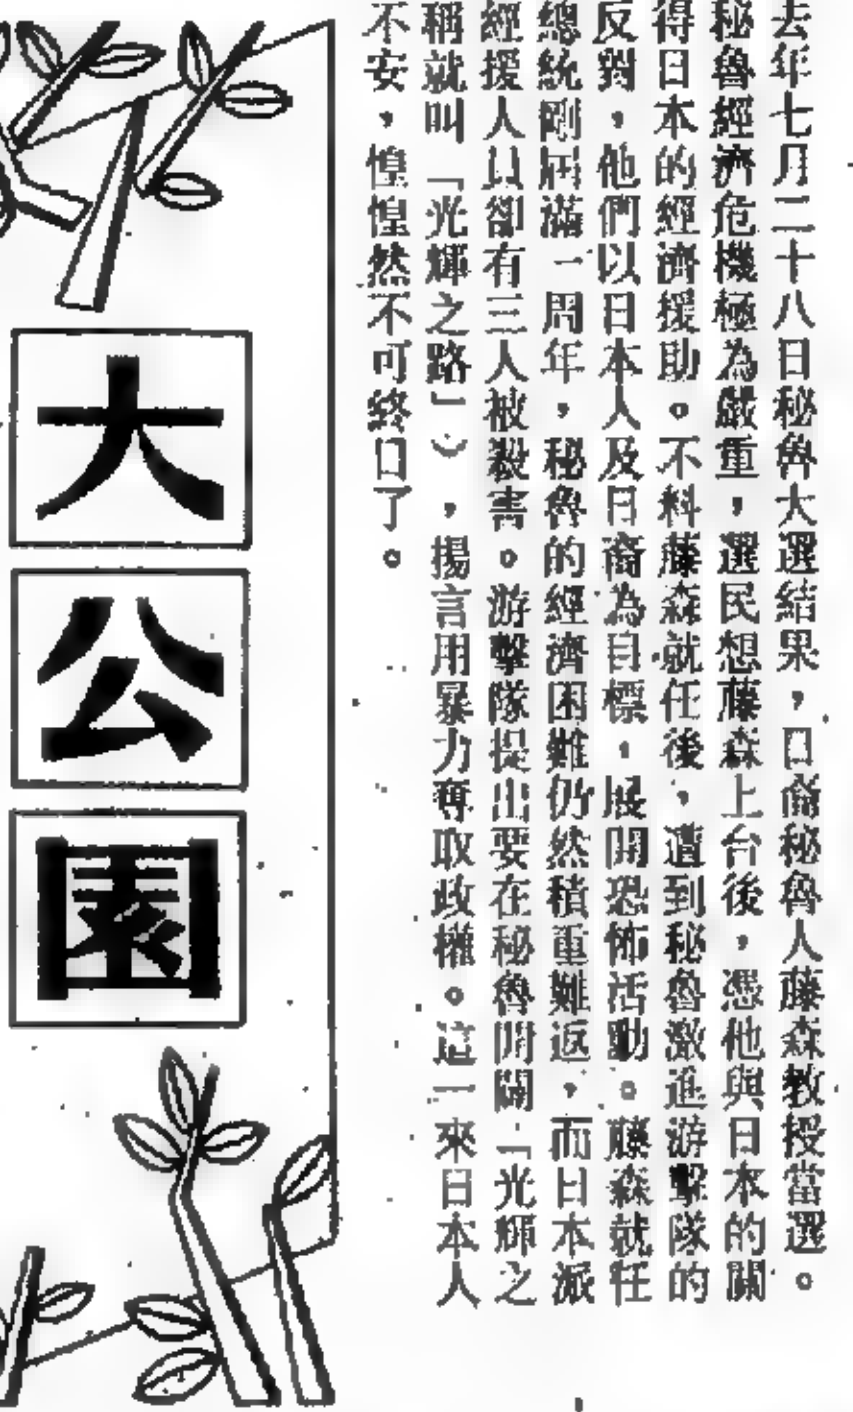 去年七月二十八日秘魯大選結果，日裔秘魯人藤森教授當選。
秘魯經濟危機極為嚴重，選民想藤森上台後，憑他與日本的關
得日本的經濟援助。不料藤森就任後，遭到秘魯激進游擊隊的
反對，他們以日本人及日裔為目標，展開恐怖活動。藤森就任
總統剛屆滿一周年，秘魯的經濟困難仍然積重難返，而日本派
經援人員卻有三人被殺害。游擊隊提出要在秘魯開闢「光輝之
稱就叫「光輝之路」），揚言用暴力奪取政權。這一來日本人
不安，惶惶然不可終日了。
大公園